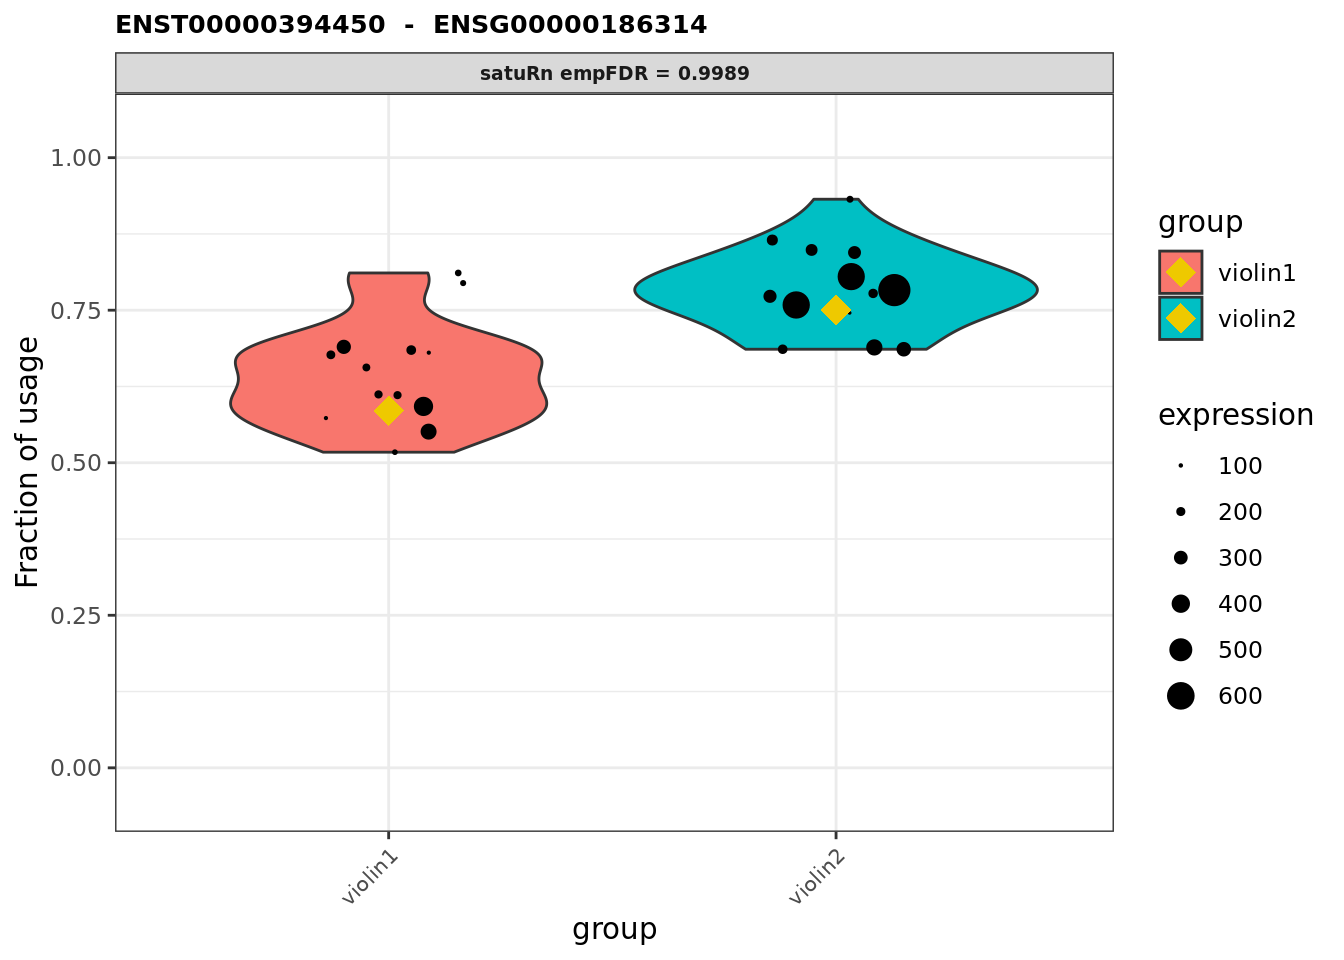 ENST00000394450  -  ENSG00000186314
satuRn empFDR = 0.9989
1.00
0.75
0.50
0.25
0.00
Fraction of usage
violin1
violin2
group
group
violin1
violin2
expression
100
200
300
400
500
600